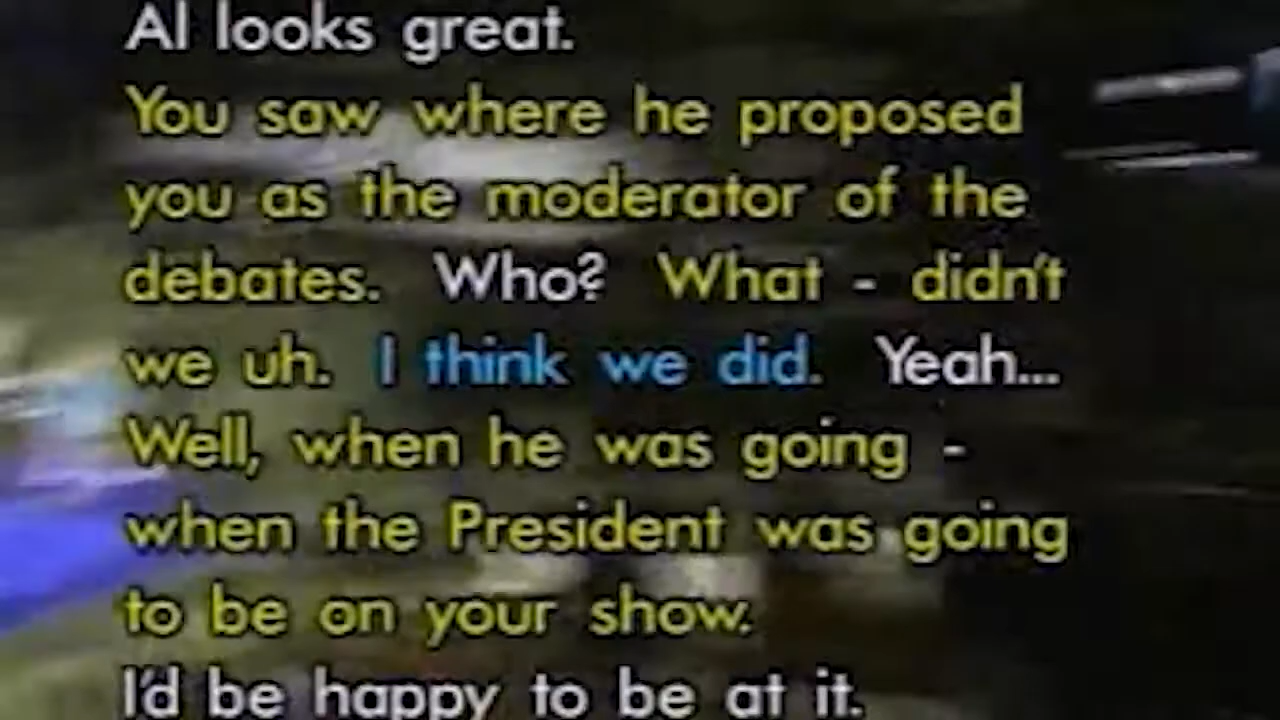 Al looks great.
You saw where he proposed
you as the moderator of the
debates. Who? What - didn't
we uh. I think we did. Yeah...
Well, when he was going -
when the President was going
to be on your show.
I'd be happy to be at it.